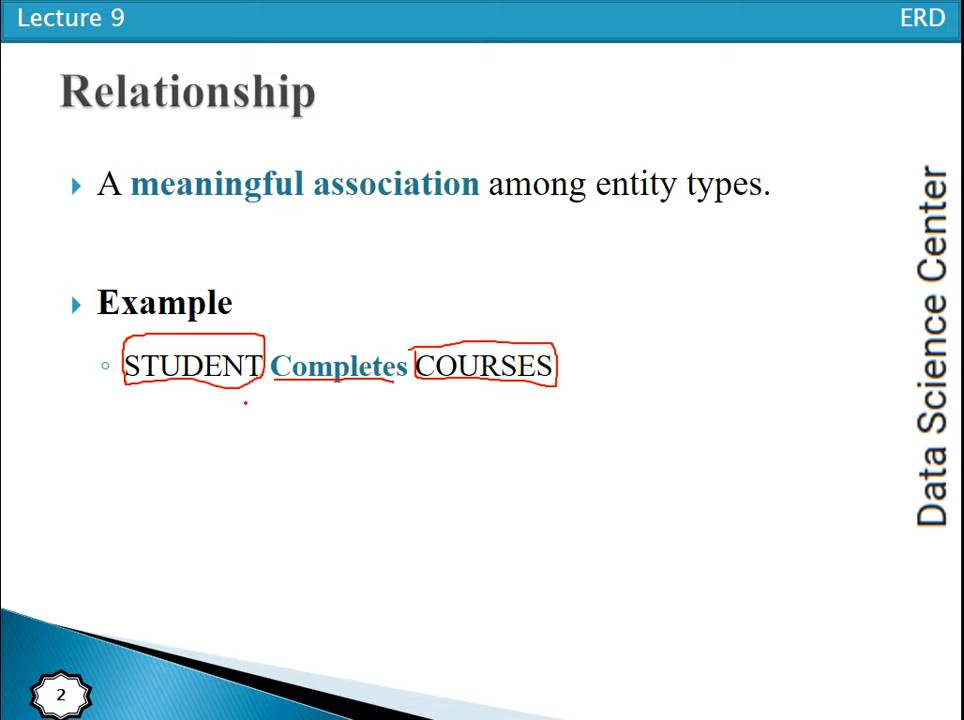 Lecture 9
ERD
Relationship
A meaningful association among entity types.
Example
STUDENT Completes COURSES
Data Science Center
2